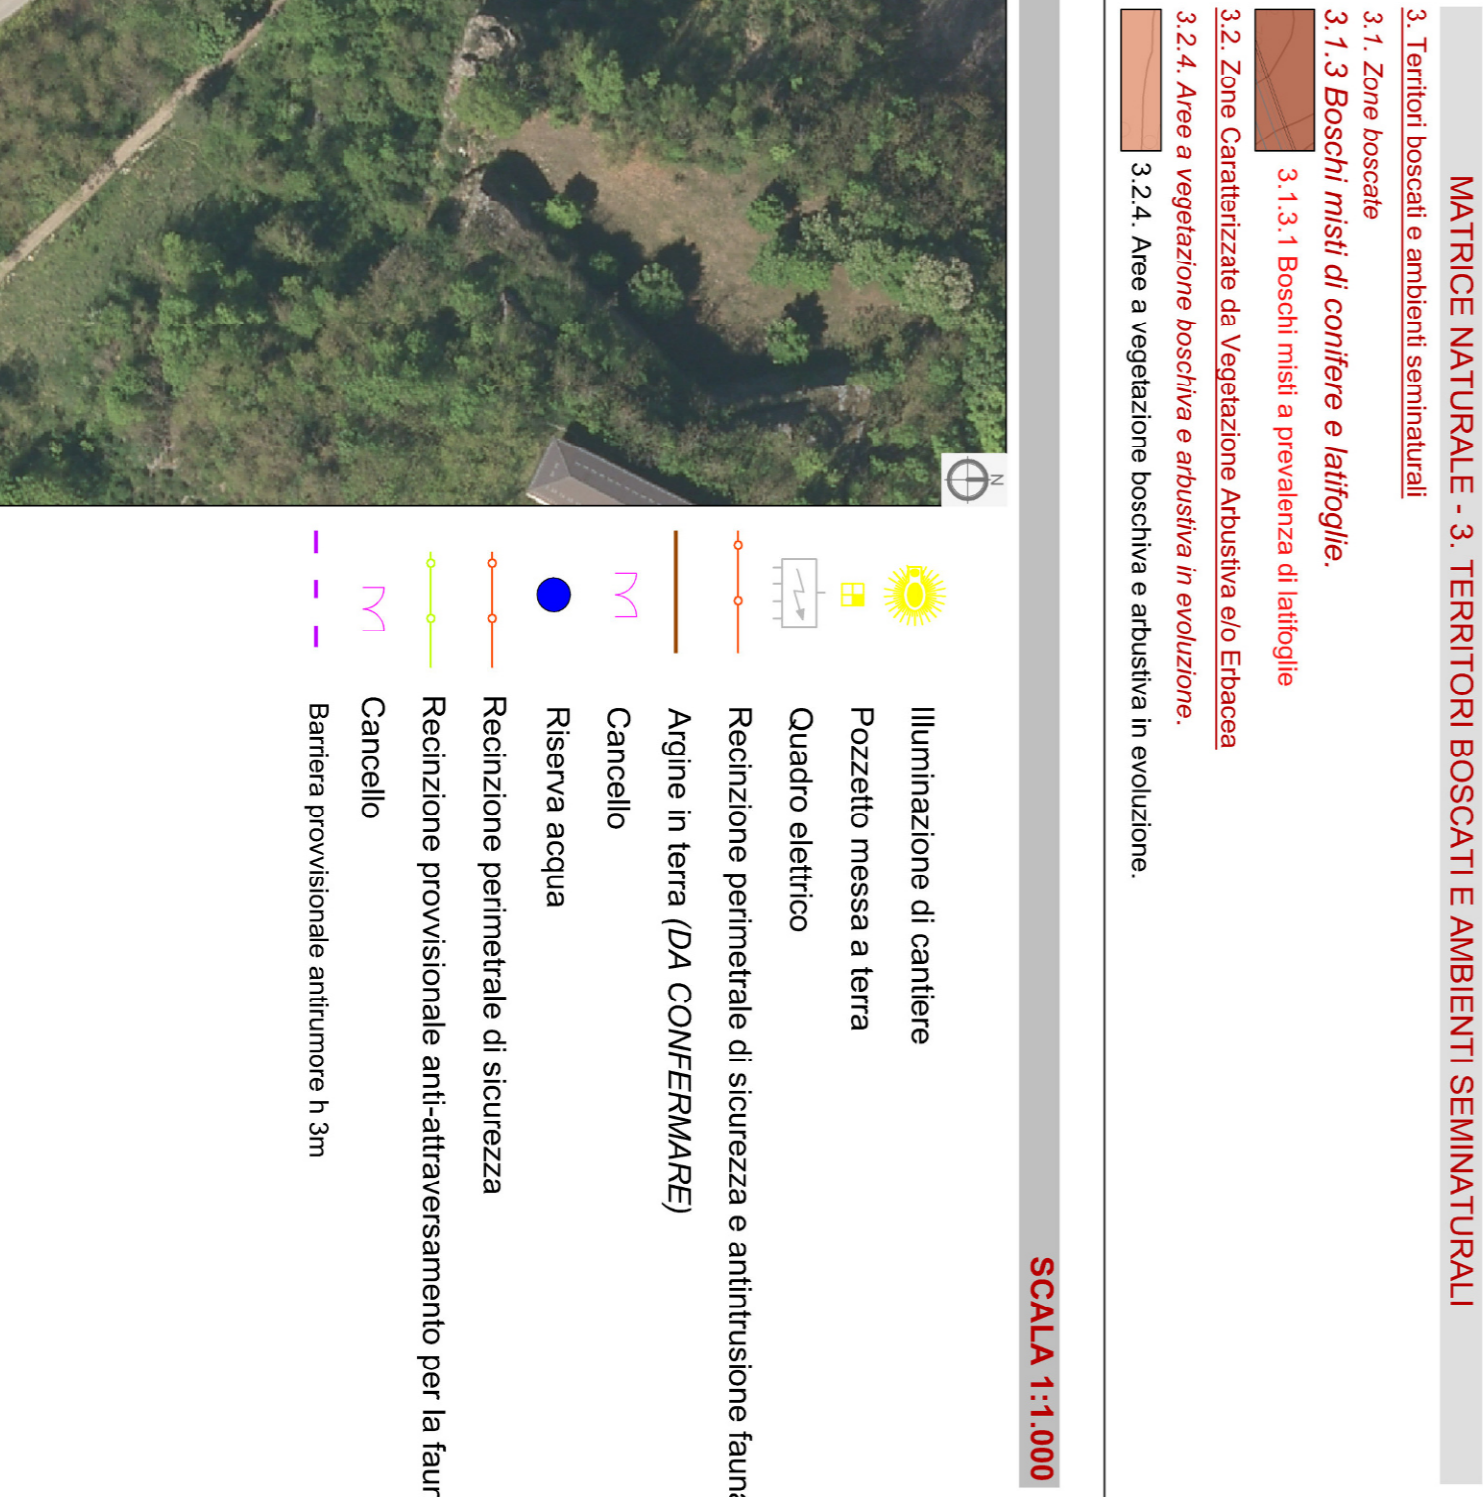 MATRICE NATURALE - 3. TERRITORI BOSCATI E AMBIENTI SEMINATURALI
3. Territori boscati e ambienti seminaturali
3.1. Zone boscate
3.1.3 Boschi misti di conifere e latifoglie.
3.1.3.1 Boschi misti a prevalenza di latifoglie
3.2. Zone Caratterizzate da Vegetazione Arbustiva e/o Erbacea
3.2.4. Aree a vegetazione boschiva e arbustiva in evoluzione.
3.2.4. Aree a vegetazione boschiva e arbustiva in evoluzione.
SCALA 1:1.000
N
Illuminazione di cantiere
Pozzetto messa a terra
Quadro elettrico
Recinzione perimetrale di sicurezza e antintrusione fauna
Argine in terra (DA CONFERMARE)
Cancello
Riserva acqua
Recinzione perimetrale di sicurezza
Recinzione provvisionale anti-attraversamento per la faun
Cancello
Barriera provvisionale antirumore h 3m